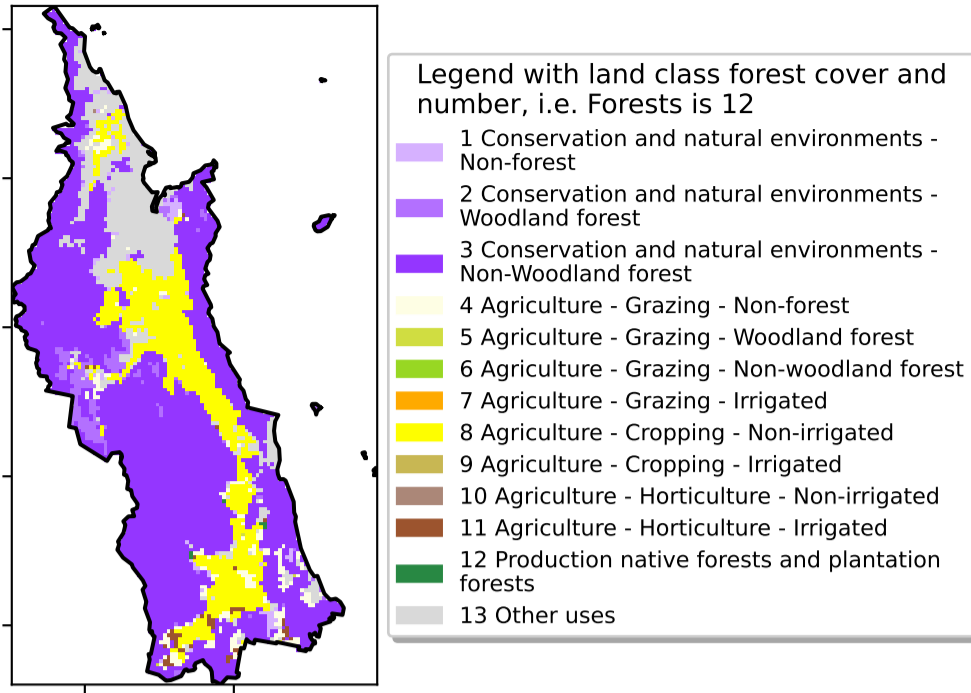 Legend with land class forest cover and
number, i.e. Forests is 12
1 Conservation and natural environments -
Non-forest
2 Conservation and natural environments -
Woodland forest
3 Conservation and natural environments -
Non-Woodland forest
4 Agriculture - Grazing - Non-forest
5 Agriculture - Grazing - Woodland forest
6 Agriculture - Grazing - Non-woodland forest
7 Agriculture - Grazing - Irrigated
8 Agriculture - Cropping - Non-irrigated
9 Agriculture - Cropping - Irrigated
10 Agriculture - Horticulture - Non-irrigated
11 Agriculture - Horticulture - Irrigated
12 Production native forests and plantation
forests
13 Other uses